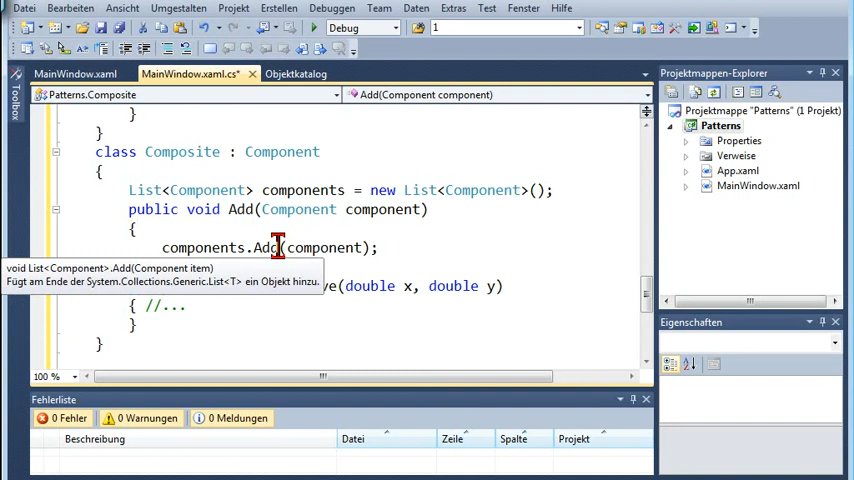 Datei Bearbeiten Ansicht Umgestalten Projekt Erstellen Debuggen Team Daten Extras Test Fenster Hilfe
Debug 1
MainWindow.xaml MainWindow.xaml.cs* Objektkatalog
Patterns.Composite Add(Component component)
Toolbox
}
}
class Composite : Component
{
List<Component> components = new List<Component>();
public void Add(Component component)
{
components.Add(component);
void List<Component>.Add(Component item)
Fügt am Ende der System.Collections.Generic.List<T> ein Objekt hinzu.
ve(double x, double y)
{ //...
}
}
100 %
Projektmappen-Explorer
Projektmappe "Patterns" (1 Projekt)
Patterns
Properties
Verweise
App.xaml
MainWindow.xaml
Eigenschaften
Fehlerliste
0 Fehler 0 Warnungen 0 Meldungen
Beschreibung Datei Zeile Spalte Projekt